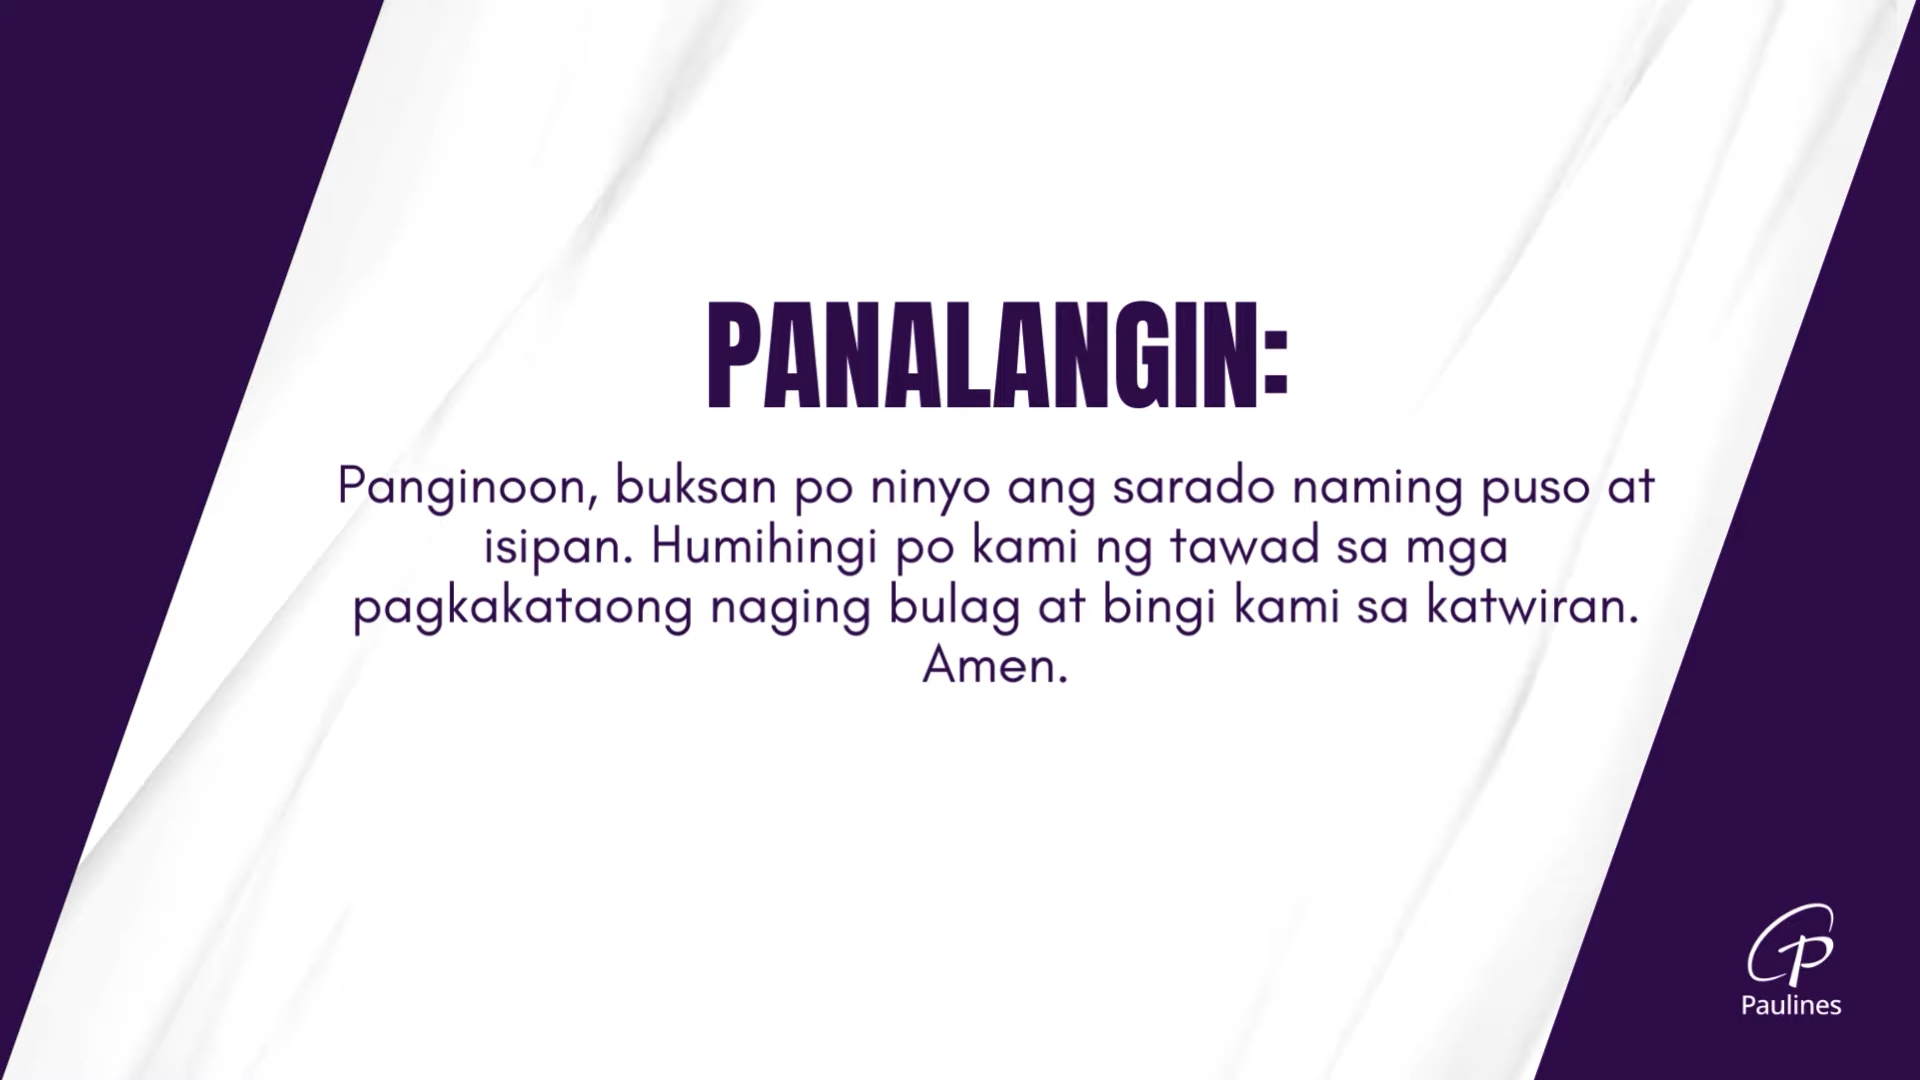 PANALANGIN:
Panginoon, buksan po ninyo ang sarado naming puso at
isipan. Humihingi po kami ng tawad sa mga
pagkakataong naging bulag at bingi kami sa katwiran.
Amen.
Paulines